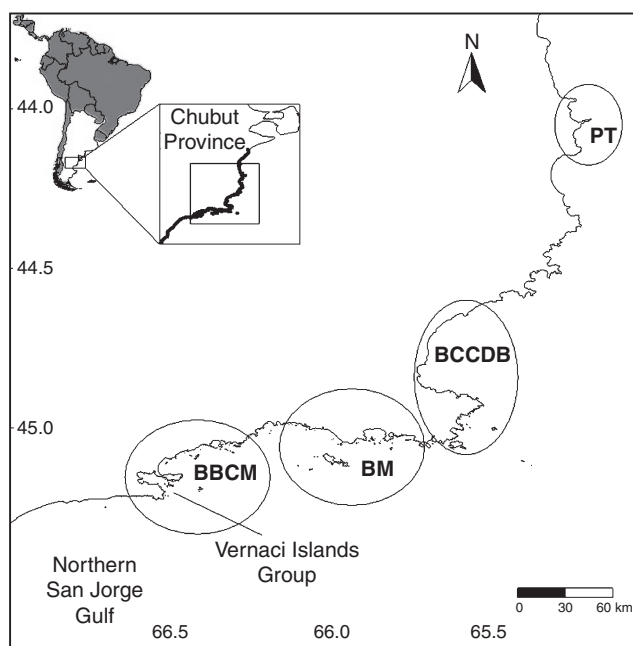 N
Chubut
Province
44.0
PT
44.5
BCCDB
45.0
BBCM
BM
Vernaci Islands
Group
Northern
San Jorge
Gulf
0 30 60 km
66.5 66.0 65.5